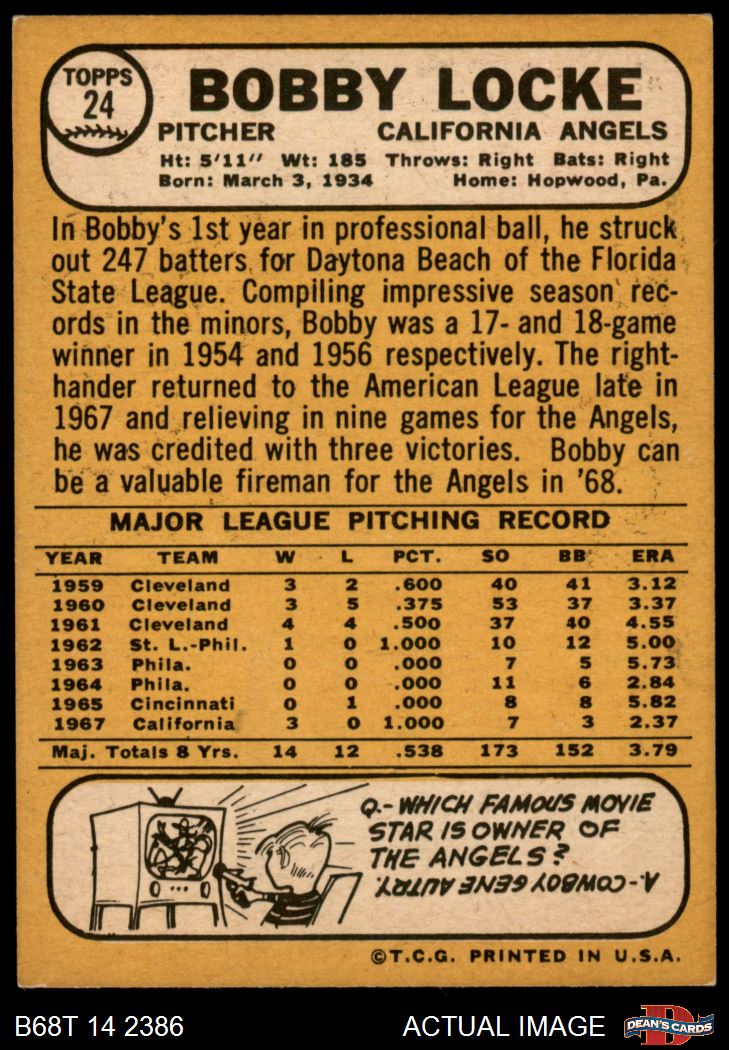 TOPPS
24
BOBBY LOCKE
PITCHER CALIFORNIA ANGELS
Ht: 5'11" Wt: 185 Throws: Right Bats: Right
Born: March 3, 1934 Home: Hopwood, Pa.
In Bobby's 1st year in professional ball, he struck
out 247 batters for Daytona Beach of the Florida
State League. Compiling impressive season rec-
ords in the minors, Bobby was a 17- and 18-game
winner in 1954 and 1956 respectively. The right-
hander returned to the American League late in
1967 and relieving in nine games for the Angels,
he was credited with three victories. Bobby can
be a valuable fireman for the Angels in '68.
MAJOR LEAGUE PITCHING RECORD
YEAR TEAM W L PCT. SO BB ERA
1959 Cleveland 3 2 .600 40 41 3.12
1960 Cleveland 3 5 .375 53 37 3.37
1961 Cleveland 4 4 .500 37 40 4.55
1962 St. L.-Phil. 1 0 1.000 10 12 5.00
1963 Phila. 0 0 .000 7 5 5.73
1964 Phila. 0 0 .000 11 6 2.84
1965 Cincinnati 0 1 .000 8 8 5.82
1967 California 3 0 1.000 7 3 2.37
Maj. Totals 8 Yrs. 14 12 .538 173 152 3.79
Q.-WHICH FAMOUS MOVIE
STAR IS OWNER OF
THE ANGELS?
A.-COWBOY GENE AUTRY.
©T.C.G. PRINTED IN U.S.A.
B68T 14 2386 ACTUAL IMAGE
D
DEAN'S CARDS